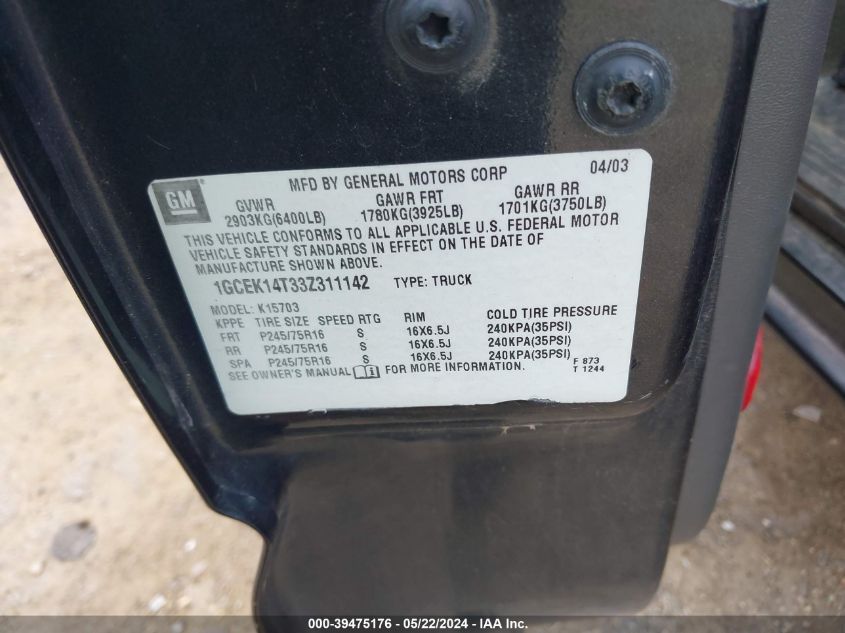 MFD BY GENERAL MOTORS CORP 04/03
GM
GVWR GAWR FRT GAWR RR
2903KG(6400LB) 1780KG(3925LB) 1701KG(3750LB)
THIS VEHICLE CONFORMS TO ALL APPLICABLE U.S. FEDERAL MOTOR
VEHICLE SAFETY STANDARDS IN EFFECT ON THE DATE OF
MANUFACTURE SHOWN ABOVE.
1GCEK14T33Z311142 TYPE: TRUCK
MODEL: K15703
KPPE TIRE SIZE SPEED RTG RIM COLD TIRE PRESSURE
FRT P245/75R16 S 16X6.5J 240KPA(35PSI)
RR P245/75R16 S 16X6.5J 240KPA(35PSI)
SPA P245/75R16 S 16X6.5J 240KPA(35PSI)
SEE OWNER'S MANUAL FOR MORE INFORMATION.
F 873
T 1244
000-39475176 - 05/22/2024 - IAA Inc.